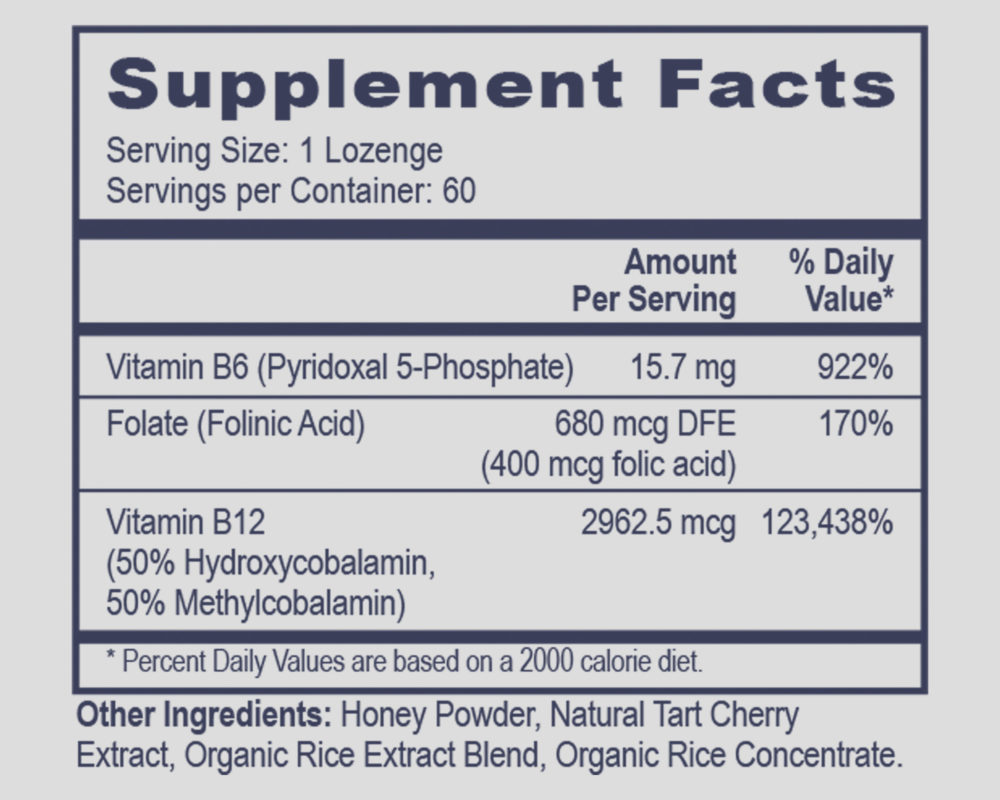 Supplement Facts
Serving Size: 1 Lozenge
Servings per Container: 60
Amount % Daily
Per Serving Value*
Vitamin B6 (Pyridoxal 5-Phosphate) 15.7 mg 922%
Folate (Folinic Acid) 680 mcg DFE 170%
(400 mcg folic acid)
Vitamin B12 2962.5 mcg 123,438%
(50% Hydroxycobalamin,
50% Methylcobalamin)
* Percent Daily Values are based on a 2000 calorie diet.
Other Ingredients: Honey Powder, Natural Tart Cherry
Extract, Organic Rice Extract Blend, Organic Rice Concentrate.